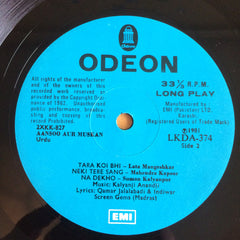 ODEON
All rights of the manufacturer
and of the owners of this
recorded work reserved as
provided by Copyright Ordi-
nance of 1962. Unauthorised
public performance, broad-
casting and copying of this
record Prohibited.
2XKK-827
AANSOO AUR MUSKAN
Urdu
33⅓ R.P.M.
LONG PLAY
Manufactured by
EMI (Pakistan) LTD.
Karachi.
(Registered Users of Trade Mark)
℗1981
LKDA-374
Side 2
TARA KOI BHI - Lata Mangeshkar
NEKI TERE SANG - Mahendra Kapoor
NA DEKHO - Suman Kalyanpur
Music: Kalyanji Anandji
Lyrics: Qamar Jalalabadi & Indiwar
Screen Gems (Madras)
EMI